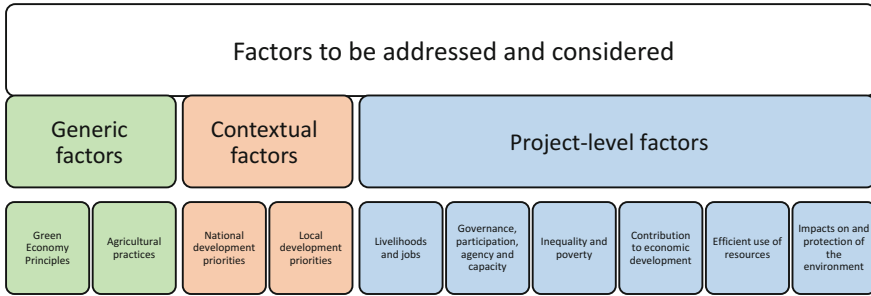 Factors to be addressed and considered
Generic
factors
Contextual
factors
Project-level factors
Green
Economy
Principles
Agricultural
practices
National
development
priorities
Local
development
priorities
Livelihoods
and jobs
Governance,
participation,
agency and
capacity
Inequality and
poverty
Contribution
to economic
development
Efficient use of
resources
Impacts on and
protection of
the
environment